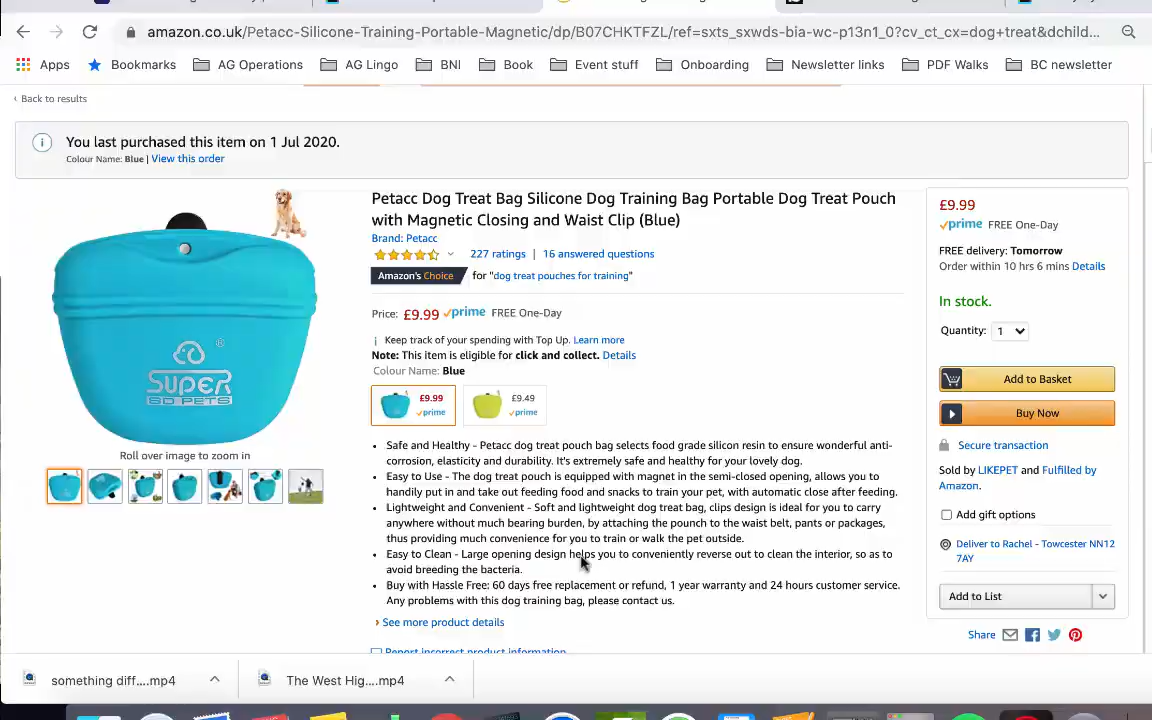 amazon.co.uk/Petacc-Silicone-Training-Portable-Magnetic/dp/B07CHKTFZL/ref=sxts_sxwds-bia-wc-p13n1_0?cv_ct_cx=dog+treat&dchild...
Apps
Bookmarks
AG Operations
AG Lingo
BNI
Book
Event stuff
Onboarding
Newsletter links
PDF Walks
BC newsletter
‹ Back to results
You last purchased this item on 1 Jul 2020.
Colour Name: Blue | View this order
SUPER
®
Roll over image to zoom in
Petacc Dog Treat Bag Silicone Dog Training Bag Portable Dog Treat Pouch
with Magnetic Closing and Waist Clip (Blue)
Brand: Petacc
227 ratings | 16 answered questions
Amazon's Choice for "dog treat pouches for training"
Price: £9.99 prime FREE One-Day
Keep track of your spending with Top Up. Learn more
Note: This item is eligible for click and collect. Details
Colour Name: Blue
£9.99
prime
£9.49
prime
• Safe and Healthy - Petacc dog treat pouch bag selects food grade silicon resin to ensure wonderful anti-
corrosion, elasticity and durability. It's extremely safe and healthy for your lovely dog.
• Easy to Use - The dog treat pouch is equipped with magnet in the semi-closed opening, allows you to
handily put in and take out feeding food and snacks to train your pet, with automatic close after feeding.
• Lightweight and Convenient - Soft and lightweight dog treat bag, clips design is ideal for you to carry
anywhere without much bearing burden, by attaching the pounch to the waist belt, pants or packages,
thus providing much convenience for you to train or walk the pet outside.
• Easy to Clean - Large opening design helps you to conveniently reverse out to clean the interior, so as to
avoid breeding the bacteria.
• Buy with Hassle Free: 60 days free replacement or refund, 1 year warranty and 24 hours customer service.
Any problems with this dog training bag, please contact us.
› See more product details
Report incorrect product information
£9.99
prime FREE One-Day
FREE delivery: Tomorrow
Order within 10 hrs 6 mins Details
In stock.
Quantity: 1
Add to Basket
Buy Now
Secure transaction
Sold by LIKEPET and Fulfilled by
Amazon.
Add gift options
Deliver to Rachel - Towcester NN12
7AY
Add to List
Share
something diff....mp4
The West Hig....mp4